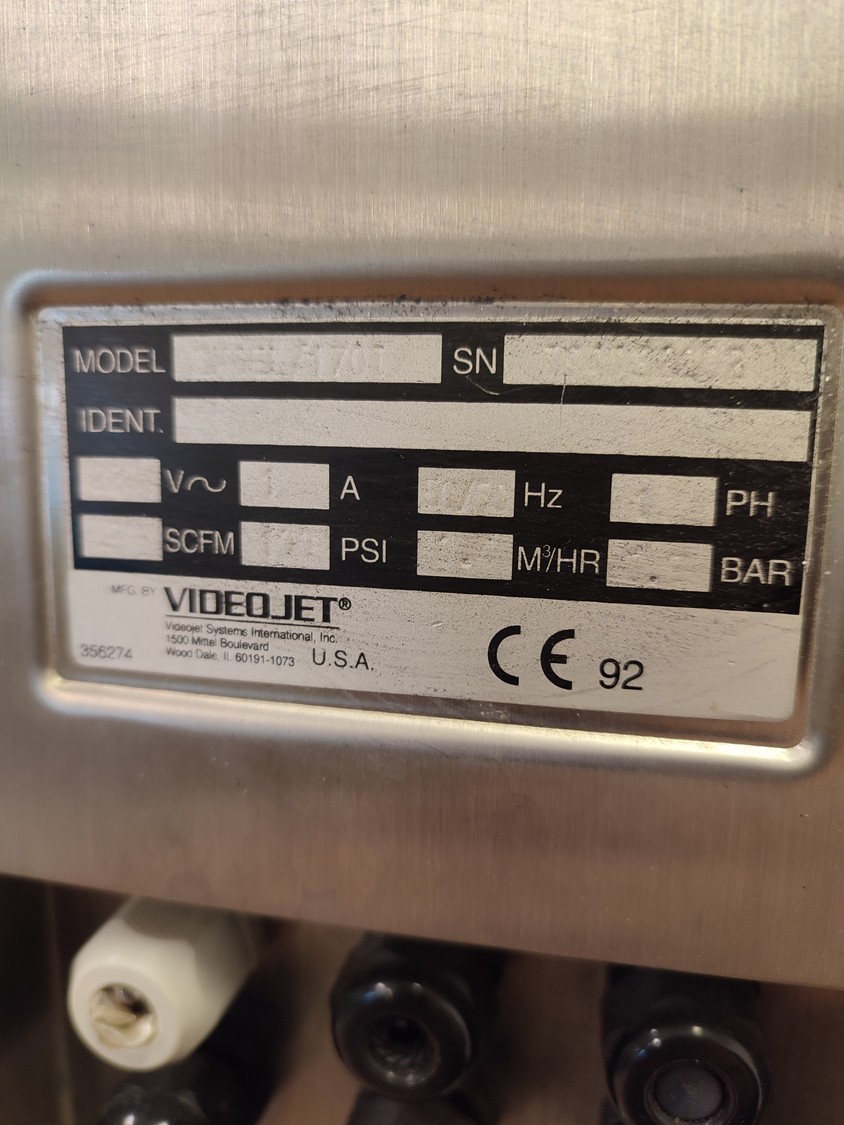 MODEL SN
IDENT.
V~ A Hz PH
SCFM PSI M³/HR BAR
MFG. BY VIDEOJET®
Videojet Systems International, Inc.
1500 Mittel Boulevard
Wood Dale, IL 60191-1073 U.S.A.
356274
CE 92